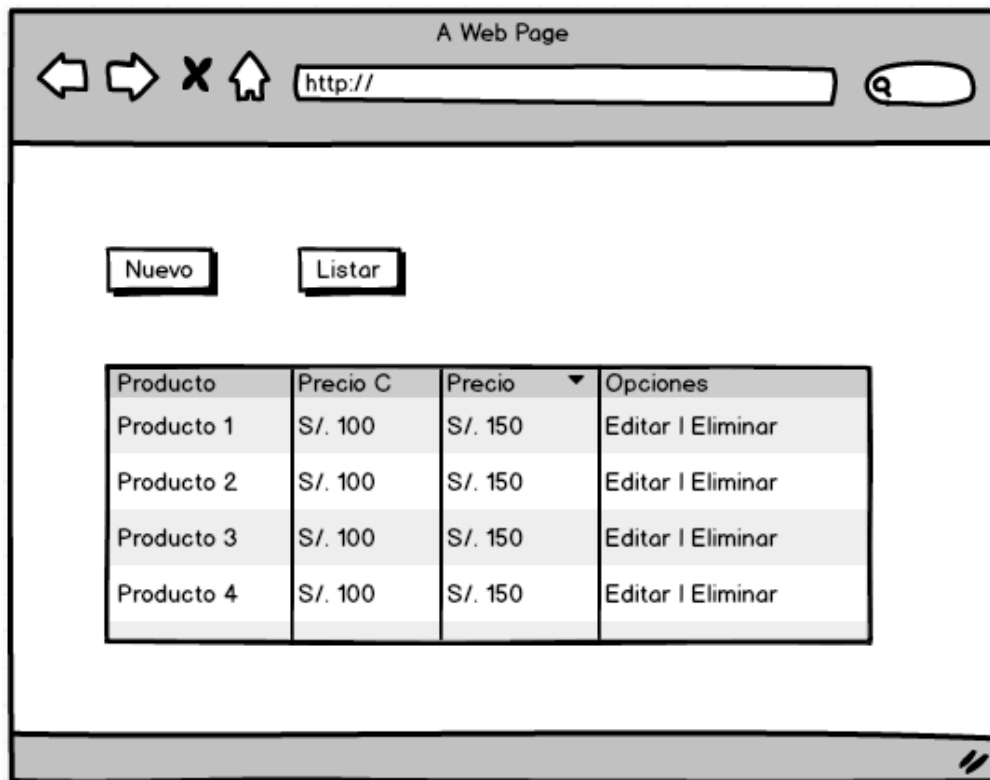 A Web Page
http://
Nuevo Listar
Producto Precio C Precio Opciones
Producto 1 S/. 100 S/. 150 Editar | Eliminar
Producto 2 S/. 100 S/. 150 Editar | Eliminar
Producto 3 S/. 100 S/. 150 Editar | Eliminar
Producto 4 S/. 100 S/. 150 Editar | Eliminar